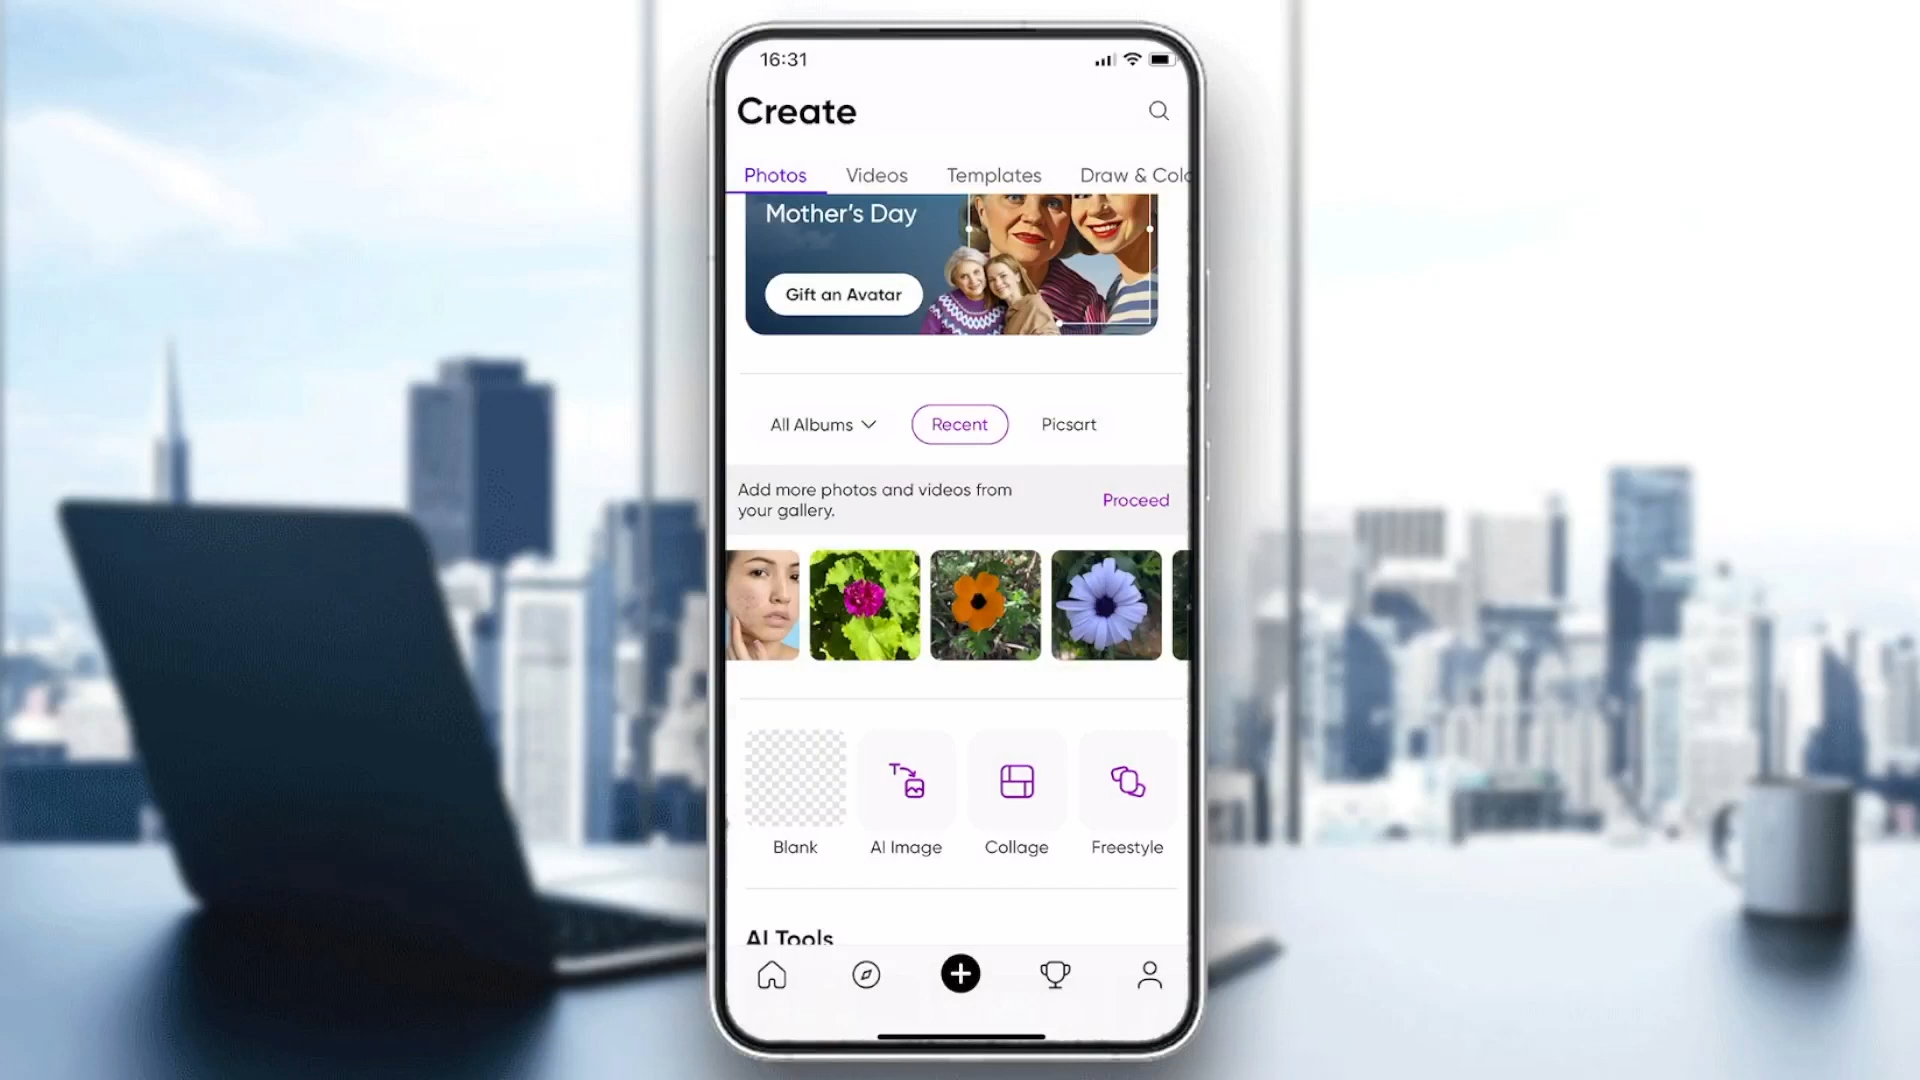 16:31
Create
Photos Videos Templates Draw & Colo
Mother's Day
Gift an Avatar
All Albums Recent Picsart
Add more photos and videos from
your gallery.
Proceed
Blank AI Image Collage Freestyle
AI Tools